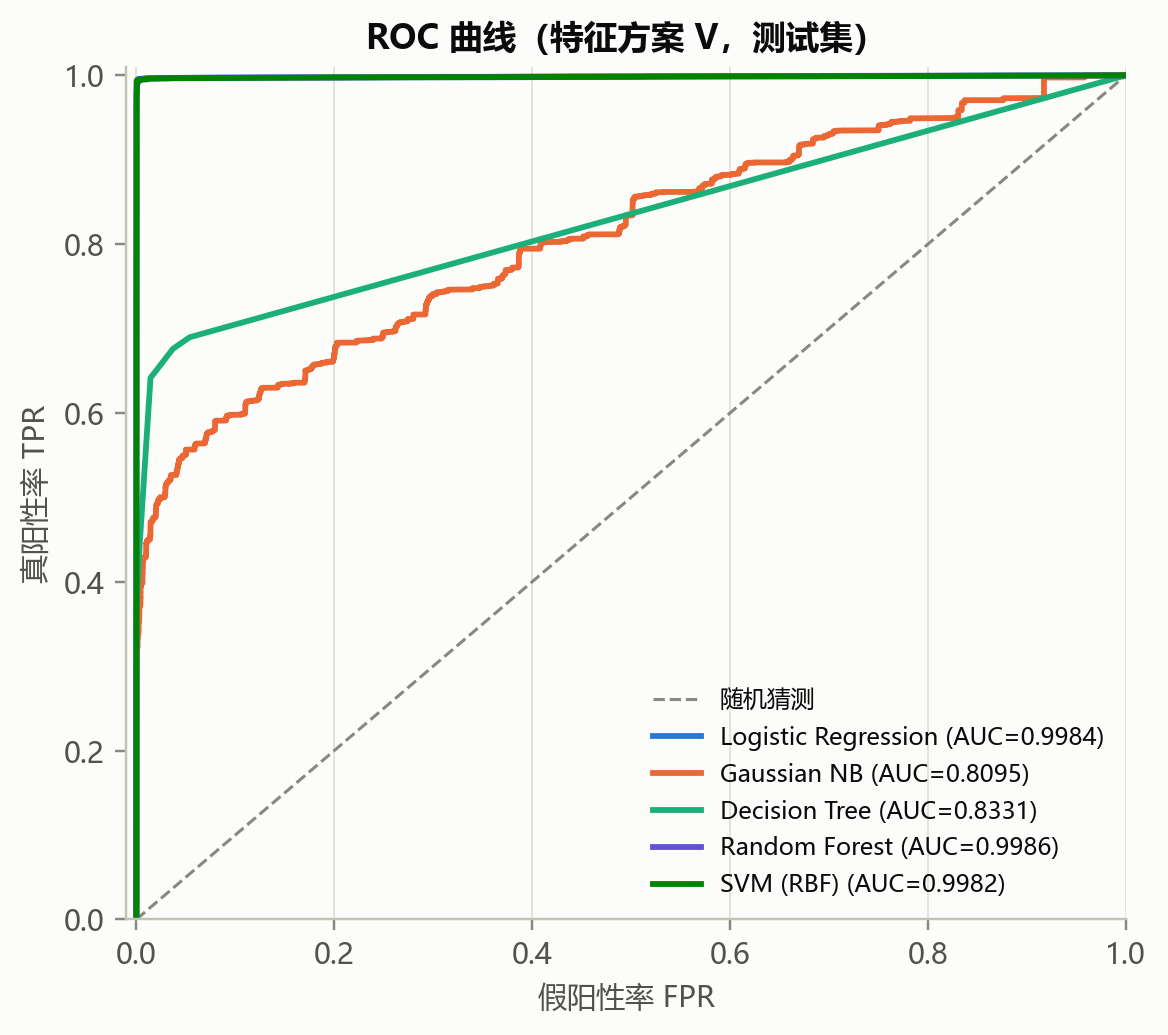 ROC 曲线（特征方案 V，测试集）
真阳性率 TPR
1.0
0.8
0.6
0.4
0.2
0.0
随机猜测
Logistic Regression (AUC=0.9984)
Gaussian NB (AUC=0.8095)
Decision Tree (AUC=0.8331)
Random Forest (AUC=0.9986)
SVM (RBF) (AUC=0.9982)
0.0 0.2 0.4 0.6 0.8 1.0
假阳性率 FPR